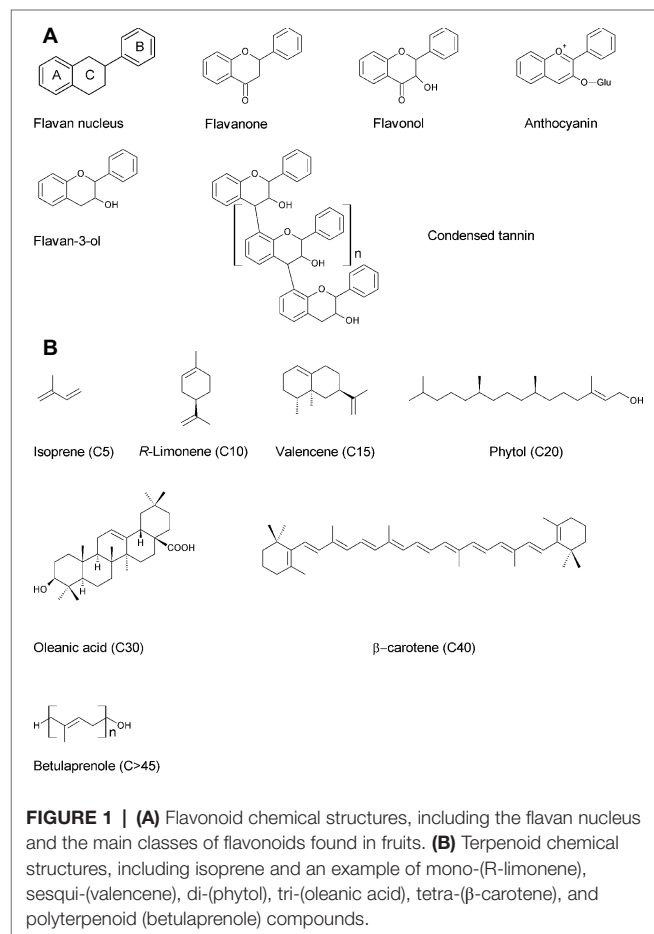 A
B
A C
O
O
O
O
OH
O+
O—Glu
Flavan nucleus
Flavanone
Flavonol
Anthocyanin
O
OH
Flavan-3-ol
O
OH
O
OH
n
O
OH
Condensed tannin
B
OH
Isoprene (C5)
R-Limonene (C10)
Valencene (C15)
Phytol (C20)
H
H
H
COOH
HO
Oleanic acid (C30)
β–carotene (C40)
H
OH
n
Betulaprenole (C>45)
FIGURE 1 | (A) Flavonoid chemical structures, including the flavan nucleus
and the main classes of flavonoids found in fruits. (B) Terpenoid chemical
structures, including isoprene and an example of mono-(R-limonene),
sesqui-(valencene), di-(phytol), tri-(oleanic acid), tetra-(β-carotene), and
polyterpenoid (betulaprenole) compounds.